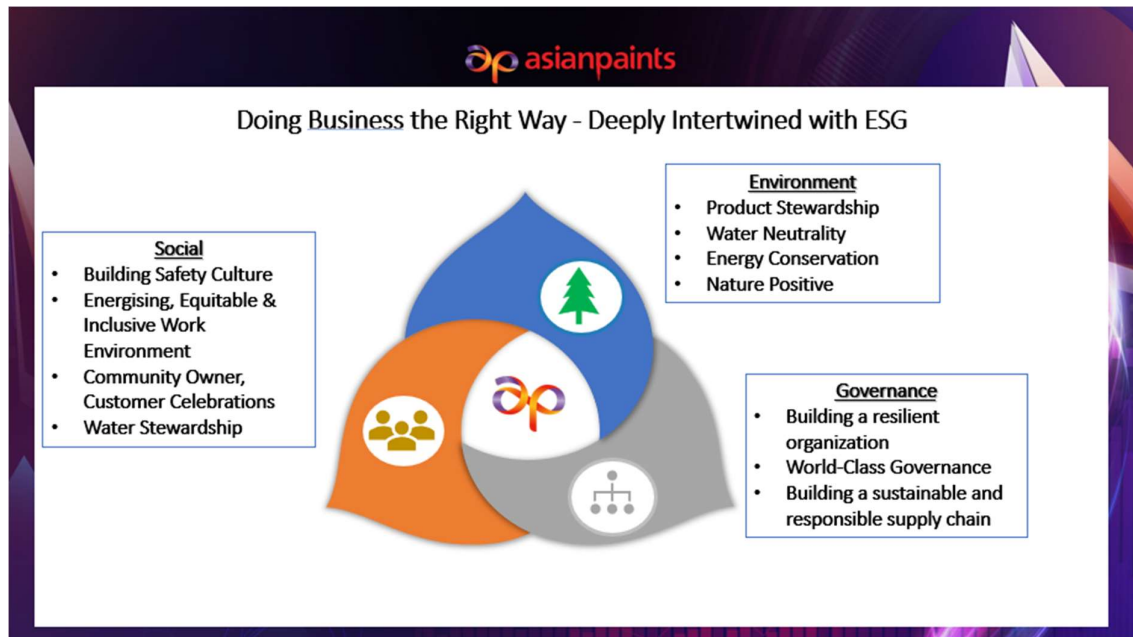 asianpaints
Doing Business the Right Way - Deeply Intertwined with ESG
Environment
• Product Stewardship
• Water Neutrality
• Energy Conservation
• Nature Positive
Social
• Building Safety Culture
• Energising, Equitable &
Inclusive Work
Environment
• Community Owner,
Customer Celebrations
• Water Stewardship
ap
Governance
• Building a resilient
organization
• World-Class Governance
• Building a sustainable and
responsible supply chain